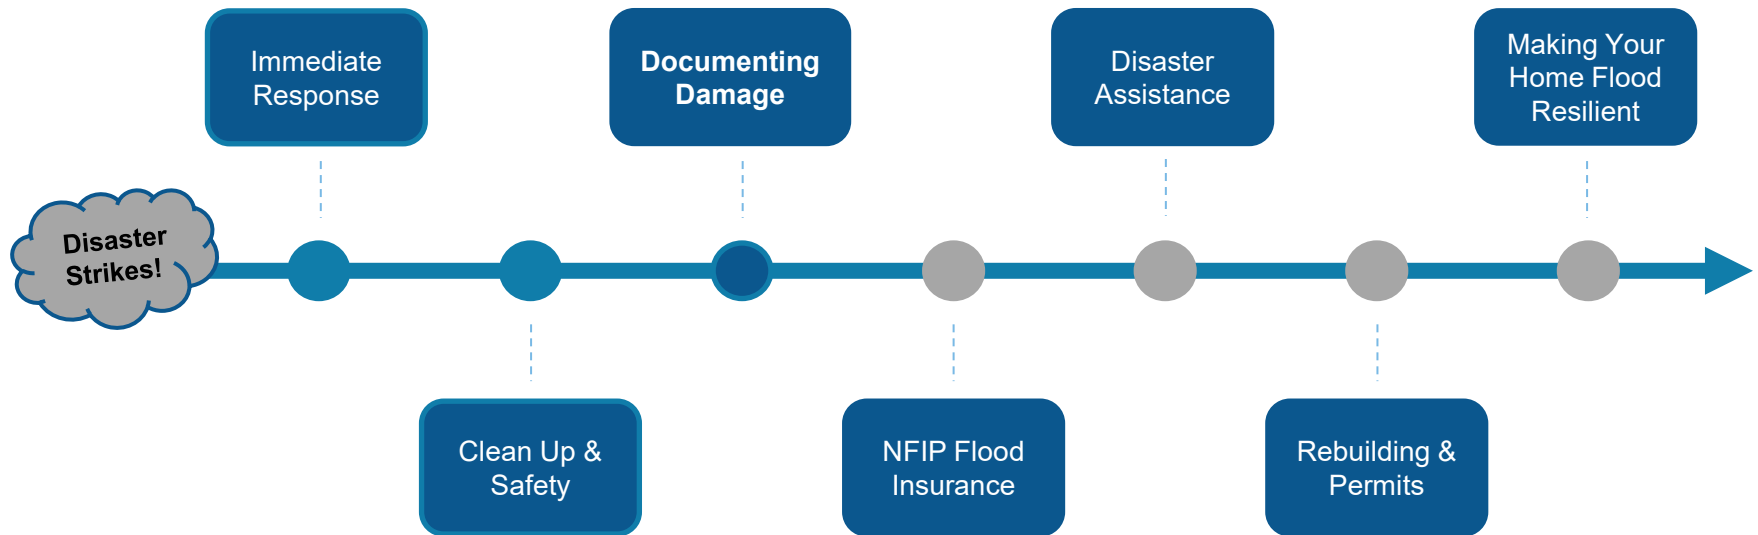 Disaster
Strikes!
Immediate
Response
Clean Up &
Safety
Documenting
Damage
NFIP Flood
Insurance
Disaster
Assistance
Rebuilding &
Permits
Making Your
Home Flood
Resilient